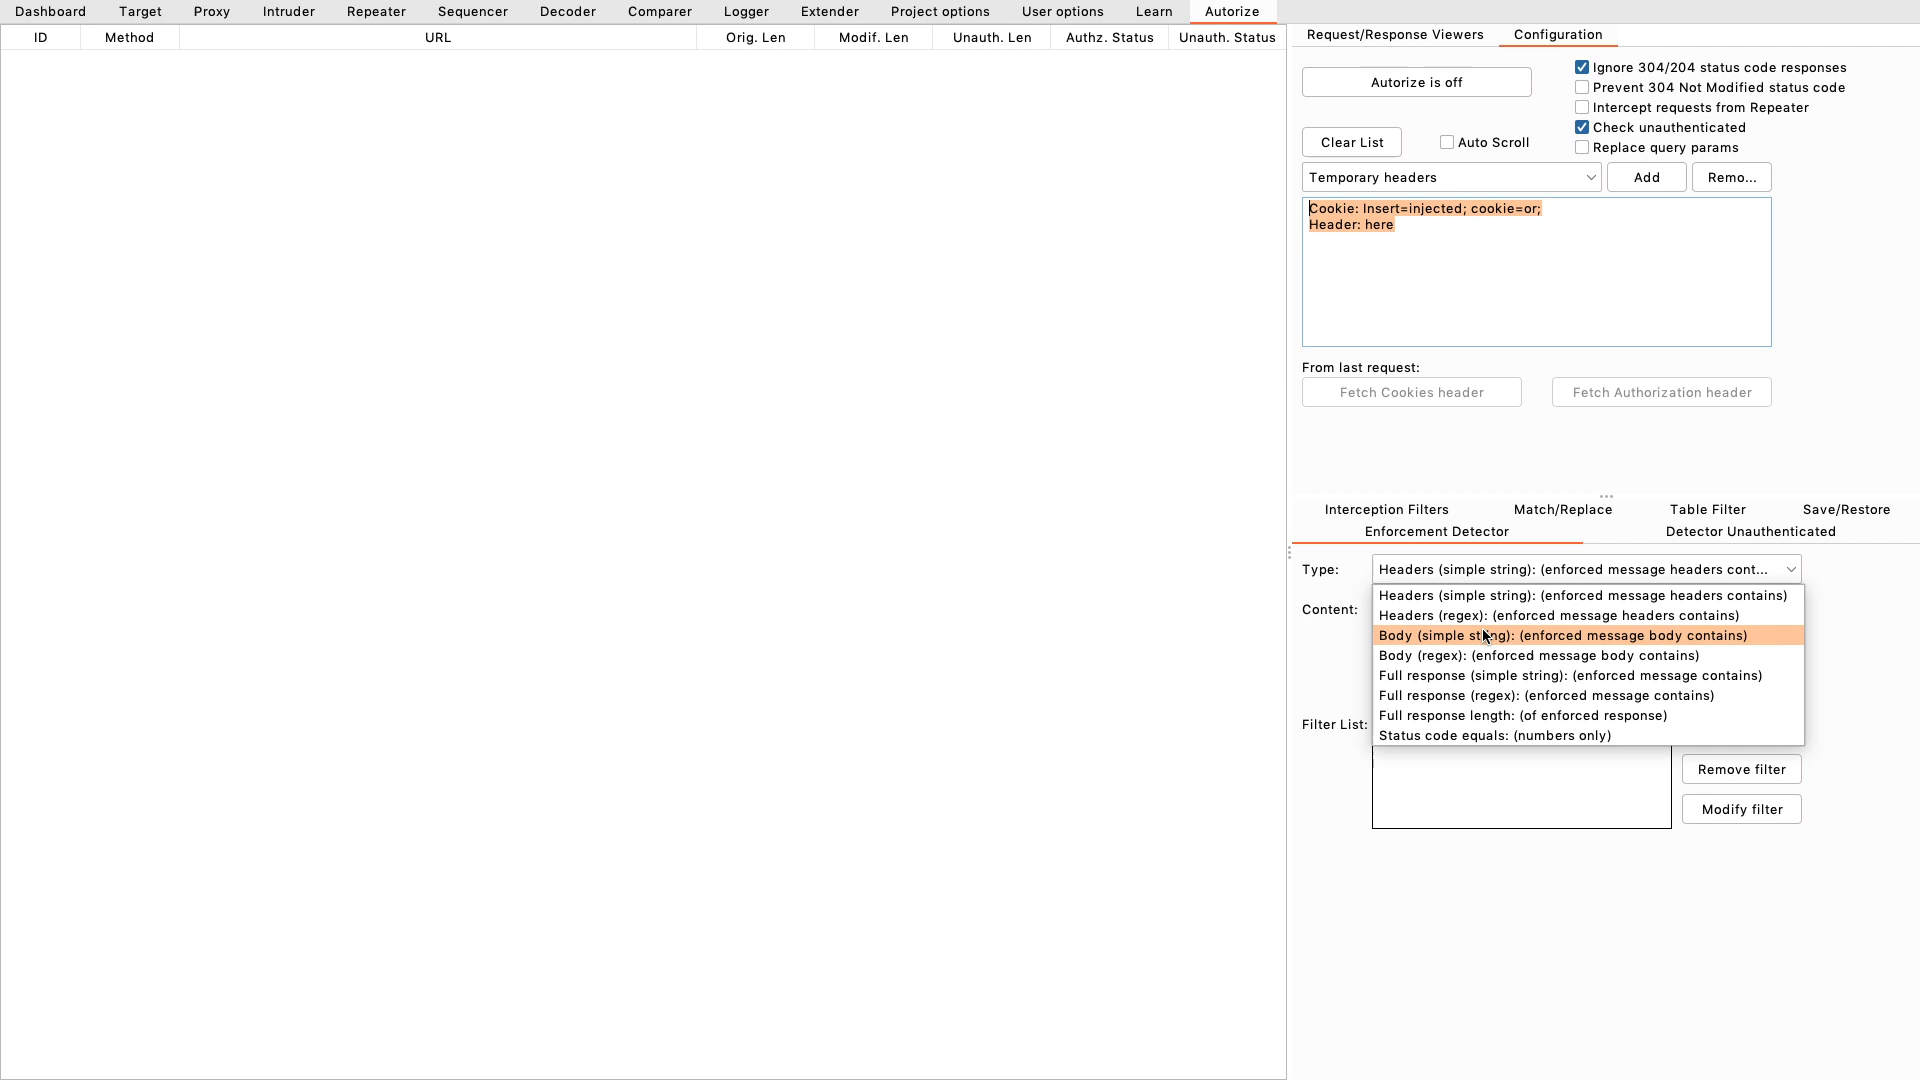 Dashboard Target Proxy Intruder Repeater Sequencer Decoder Comparer Logger Extender Project options User options Learn Autorize
ID Method URL Orig. Len Modif. Len Unauth. Len Authz. Status Unauth. Status
Request/Response Viewers Configuration
Autorize is off
Ignore 304/204 status code responses
Prevent 304 Not Modified status code
Intercept requests from Repeater
Check unauthenticated
Clear List Auto Scroll
Replace query params
Temporary headers Add Remo...
Cookie: Insert=injected; cookie=or;
Header: here
From last request:
Fetch Cookies header Fetch Authorization header
Interception Filters Match/Replace Table Filter Save/Restore
Enforcement Detector Detector Unauthenticated
Type: Headers (simple string): (enforced message headers cont...
Headers (simple string): (enforced message headers contains)
Content:
Headers (regex): (enforced message headers contains)
Body (simple string): (enforced message body contains)
Body (regex): (enforced message body contains)
Full response (simple string): (enforced message contains)
Full response (regex): (enforced message contains)
Full response length: (of enforced response)
Filter List:
Status code equals: (numbers only)
Remove filter
Modify filter